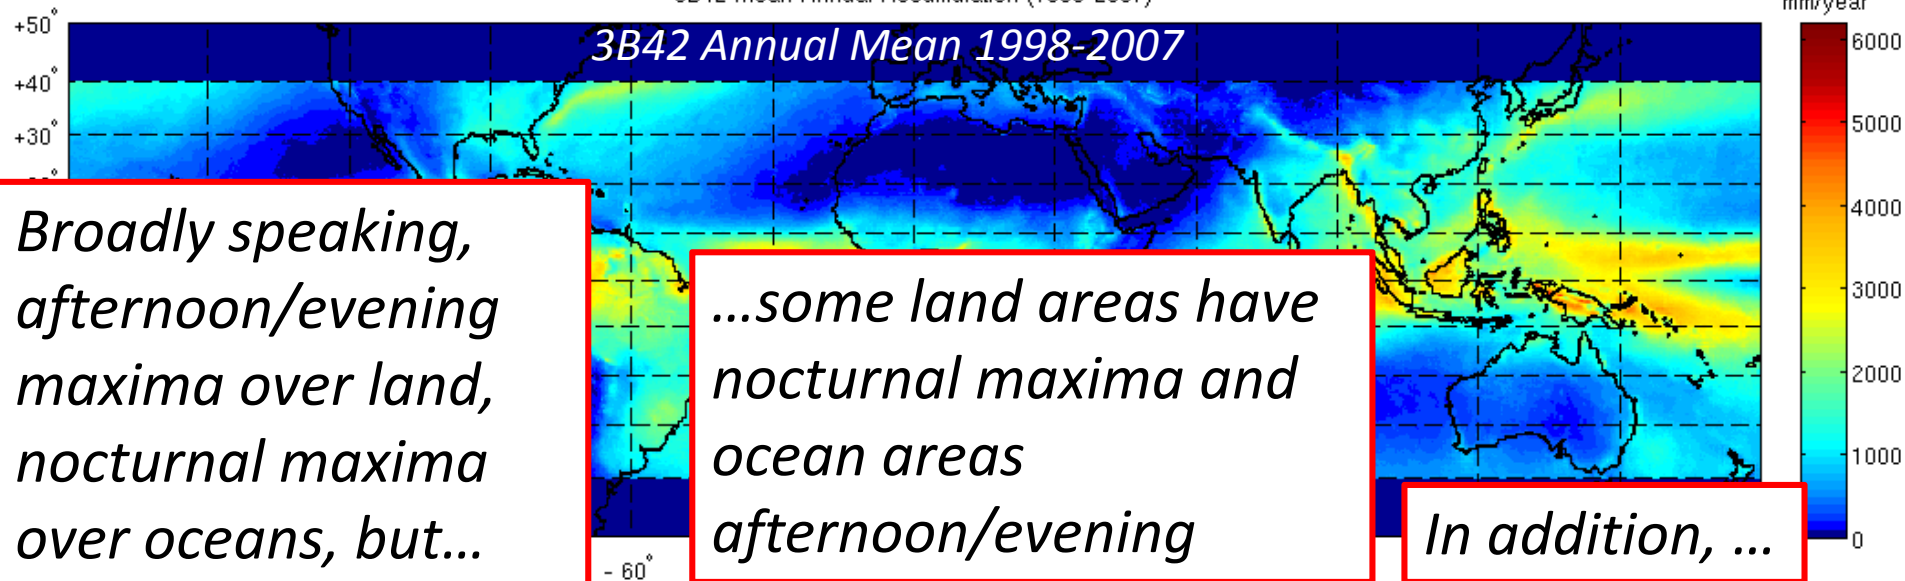 mm/year
+50°
3B42 Annual Mean 1998-2007
+40°
+30°
6000
5000
4000
3000
2000
1000
0
Broadly speaking,
afternoon/evening
maxima over land,
nocturnal maxima
over oceans, but...
...some land areas have
nocturnal maxima and
ocean areas
afternoon/evening
In addition, ...
- 60°